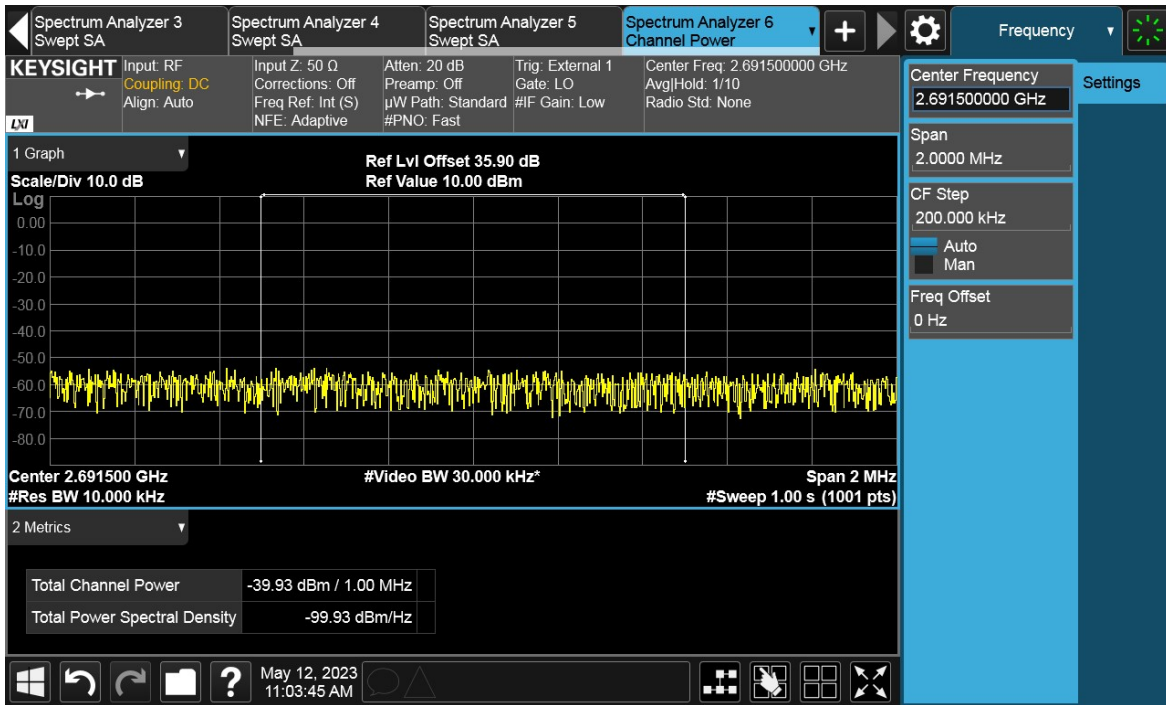 Spectrum Analyzer 3
Swept SA
Spectrum Analyzer 4
Swept SA
Spectrum Analyzer 5
Swept SA
Spectrum Analyzer 6
Channel Power
Frequency
KEYSIGHT
LXI
Input: RF
Coupling: DC
Align: Auto
Input Z: 50 Ω
Corrections: Off
Freq Ref: Int (S)
NFE: Adaptive
Atten: 20 dB
Preamp: Off
µW Path: Standard
#PNO: Fast
Trig: External 1
Gate: LO
#IF Gain: Low
Center Freq: 2.691500000 GHz
Avg|Hold: 1/10
Radio Std: None
Center Frequency
2.691500000 GHz
Settings
Span
2.0000 MHz
CF Step
200.000 kHz
Auto
Man
Freq Offset
0 Hz
1 Graph
Ref Lvl Offset 35.90 dB
Scale/Div 10.0 dB
Ref Value 10.00 dBm
Log
0.00
-10.0
-20.0
-30.0
-40.0
-50.0
-60.0
-70.0
-80.0
Center 2.691500 GHz
#Video BW 30.000 kHz*
Span 2 MHz
#Res BW 10.000 kHz
#Sweep 1.00 s (1001 pts)
2 Metrics
Total Channel Power -39.93 dBm / 1.00 MHz
Total Power Spectral Density -99.93 dBm/Hz
?
May 12, 2023
11:03:45 AM